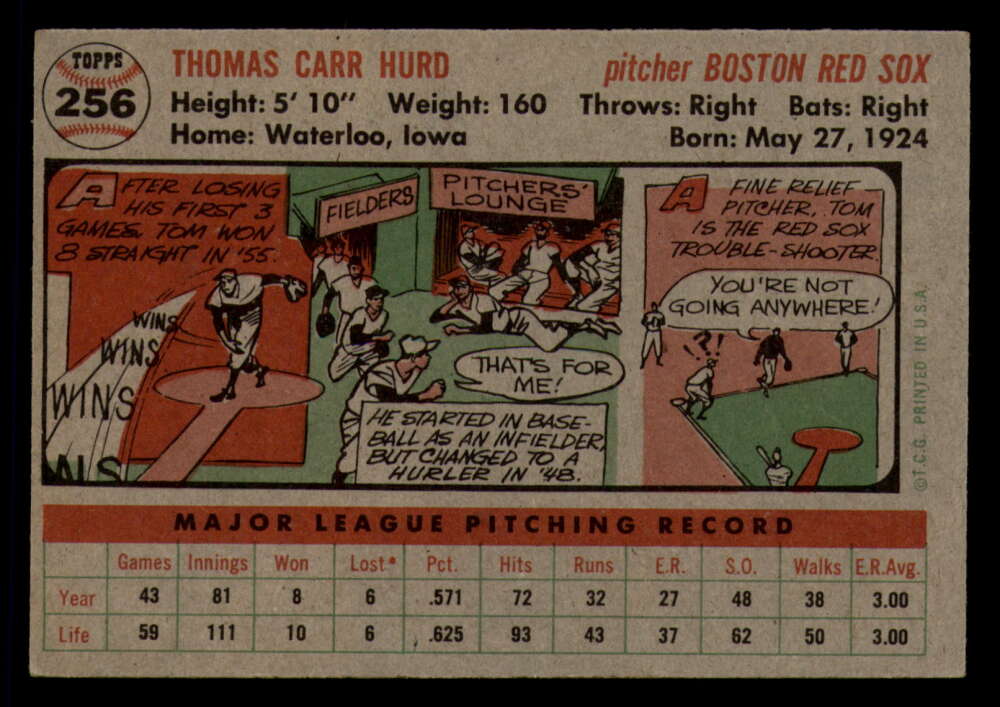 TOPPS
256
THOMAS CARR HURD
pitcher BOSTON RED SOX
Height: 5' 10" Weight: 160 Throws: Right Bats: Right
Home: Waterloo, Iowa
Born: May 27, 1924
AFTER LOSING
HIS FIRST 3
GAMES, TOM WON
8 STRAIGHT IN '55.
WINS
WINS
WINS
WINS
FIELDERS
PITCHERS'
LOUNGE
THAT'S FOR
ME!
HE STARTED IN BASE-
BALL AS AN INFIELDER,
BUT CHANGED TO A
HURLER IN '48.
A FINE RELIEF
PITCHER, TOM
IS THE RED SOX
TROUBLE-SHOOTER.
YOU'RE NOT
GOING ANYWHERE!
!?!
©T.C.G. PRINTED IN U.S.A.
MAJOR LEAGUE PITCHING RECORD
Games Innings Won Lost* Pct. Hits Runs E.R. S.O. Walks E.R.Avg.
Year 43 81 8 6 .571 72 32 27 48 38 3.00
Life 59 111 10 6 .625 93 43 37 62 50 3.00